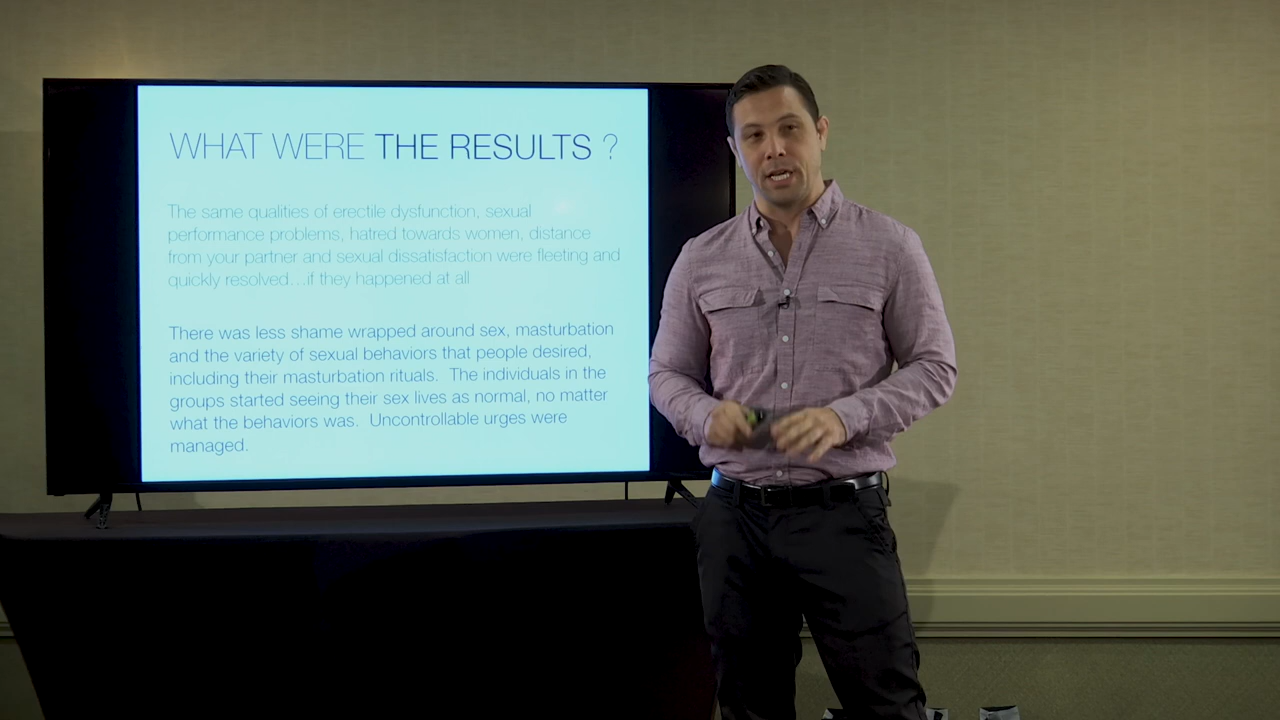 WHAT WERE THE RESULTS ?
The same qualities of erectile dysfunction, sexual
performance problems, hatred towards women, distance
from your partner and sexual dissatisfaction were fleeting and
quickly resolved…if they happened at all
There was less shame wrapped around sex, masturbation
and the variety of sexual behaviors that people desired,
including their masturbation rituals.  The individuals in the
groups started seeing their sex lives as normal, no matter
what the behaviors was.  Uncontrollable urges were
managed.